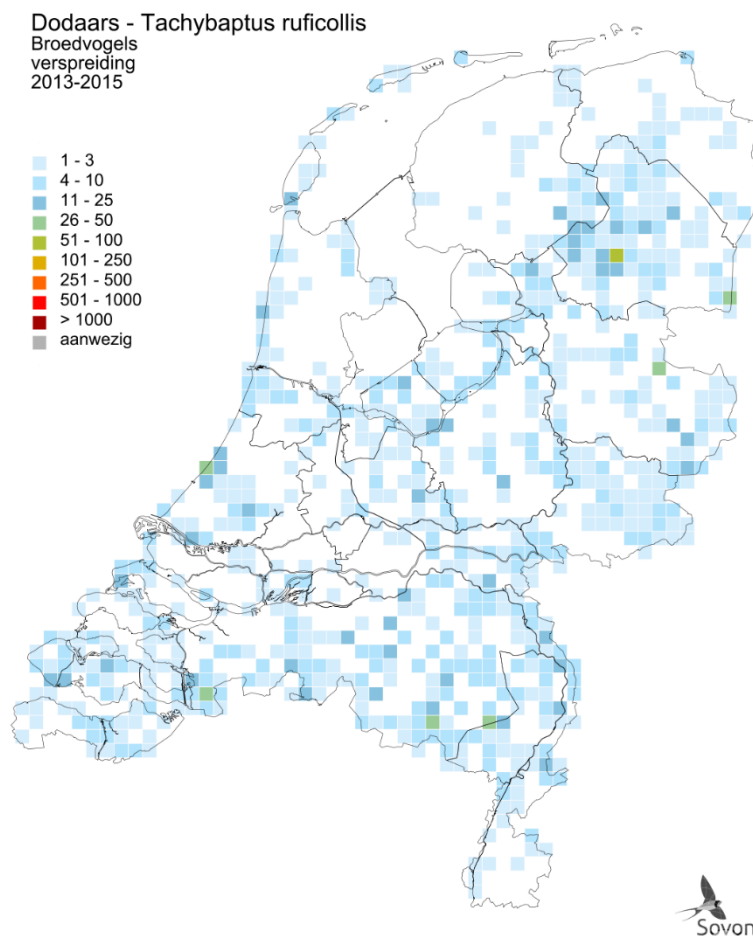 Dodaars - Tachybaptus ruficollis
Broedvogels
verspreiding
2013-2015
1 - 3
4 - 10
11 - 25
26 - 50
51 - 100
101 - 250
251 - 500
501 - 1000
> 1000
aanwezig
Sovon